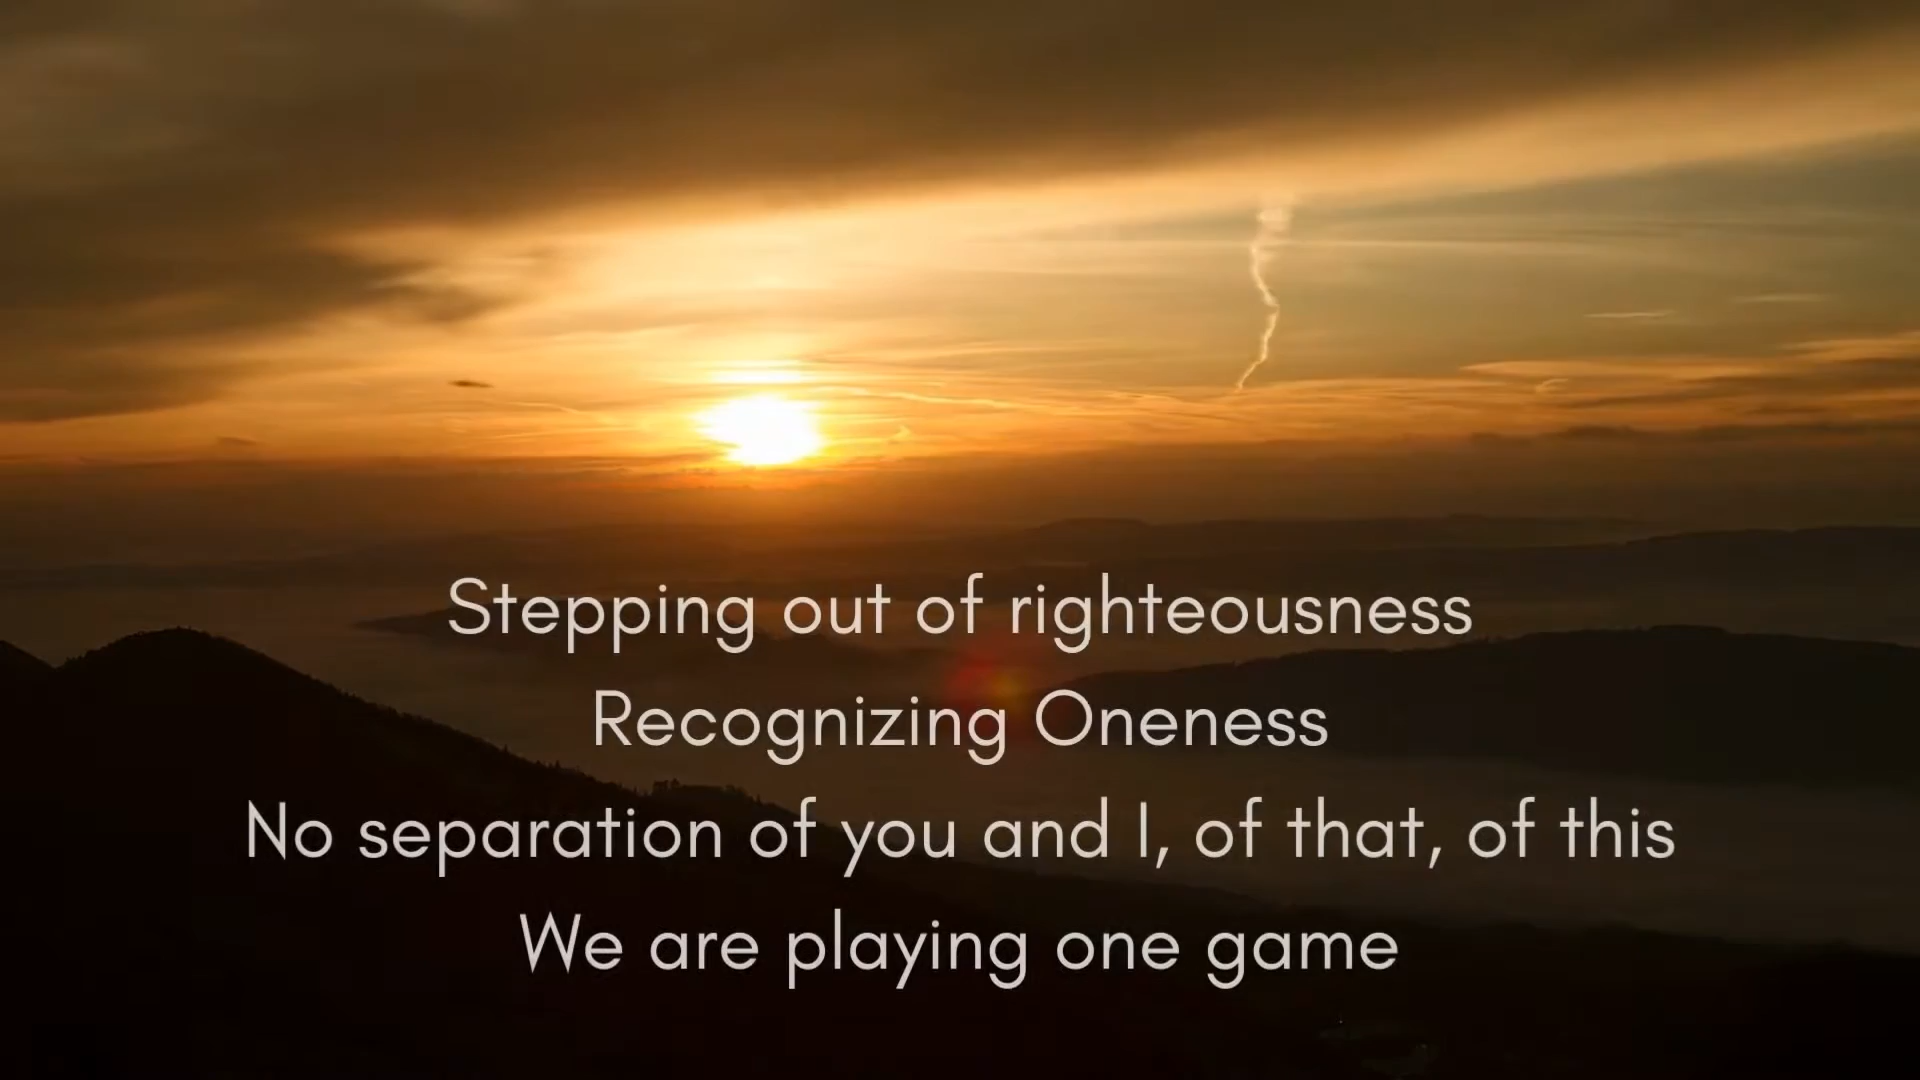 Stepping out of righteousness
Recognizing Oneness
No separation of you and I, of that, of this
We are playing one game